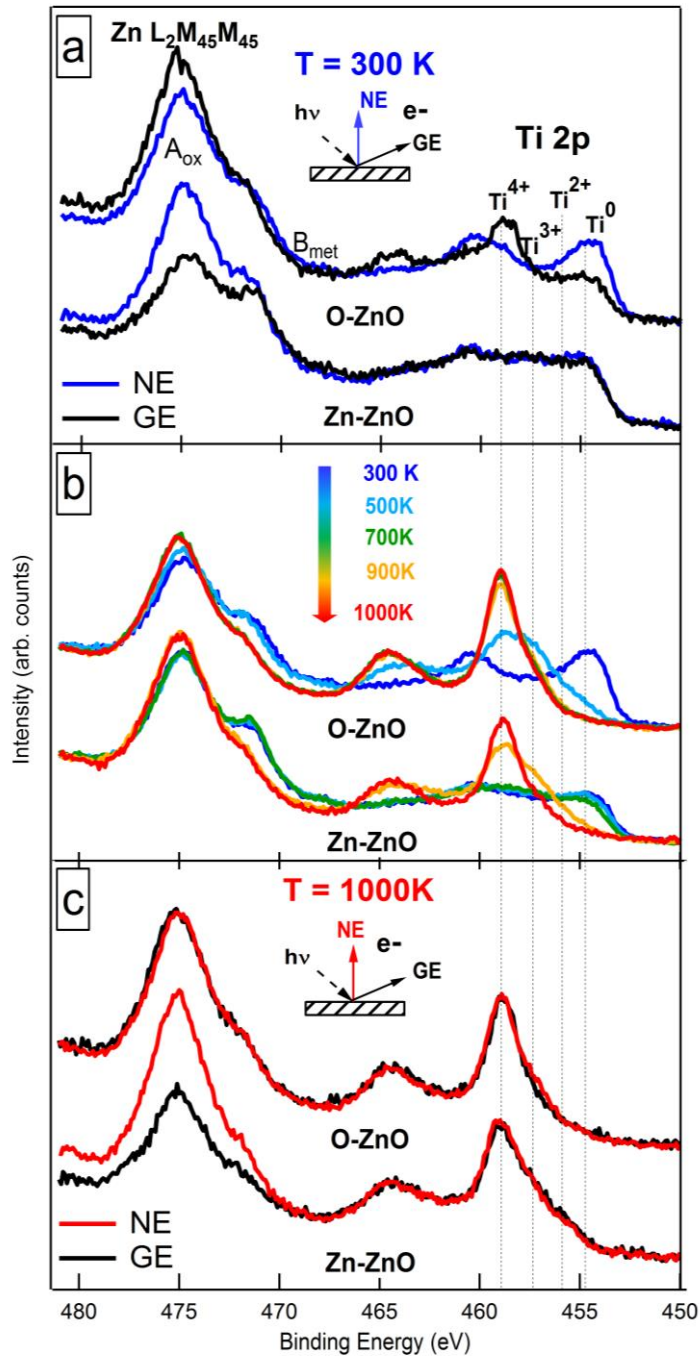 a
Zn L₂M₄₅M₄₅
T = 300 K
hν
NE
e-
GE
Ti 2p
A_ox
B_met
Ti⁴⁺
Ti³⁺
Ti²⁺
Ti⁰
O-ZnO
NE
GE
Zn-ZnO
b
300 K
500K
700K
900K
1000K
O-ZnO
Zn-ZnO
Intensity (arb. counts)
c
T = 1000K
hν
NE
e-
GE
O-ZnO
NE
GE
Zn-ZnO
480 475 470 465 460 455 450
Binding Energy (eV)